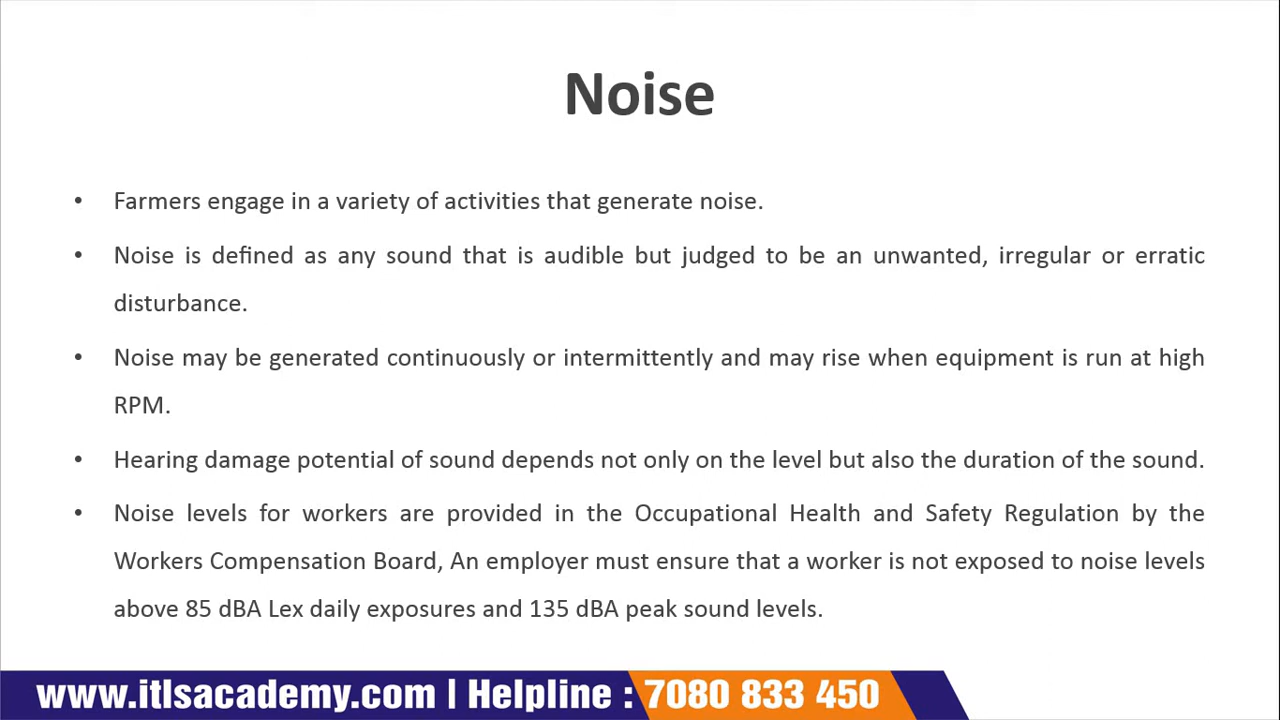 Noise
• Farmers engage in a variety of activities that generate noise.
• Noise is defined as any sound that is audible but judged to be an unwanted, irregular or erratic
disturbance.
• Noise may be generated continuously or intermittently and may rise when equipment is run at high
RPM.
• Hearing damage potential of sound depends not only on the level but also the duration of the sound.
• Noise levels for workers are provided in the Occupational Health and Safety Regulation by the
Workers Compensation Board, An employer must ensure that a worker is not exposed to noise levels
above 85 dBA Lex daily exposures and 135 dBA peak sound levels.
www.itlsacademy.com | Helpline : 7080 833 450